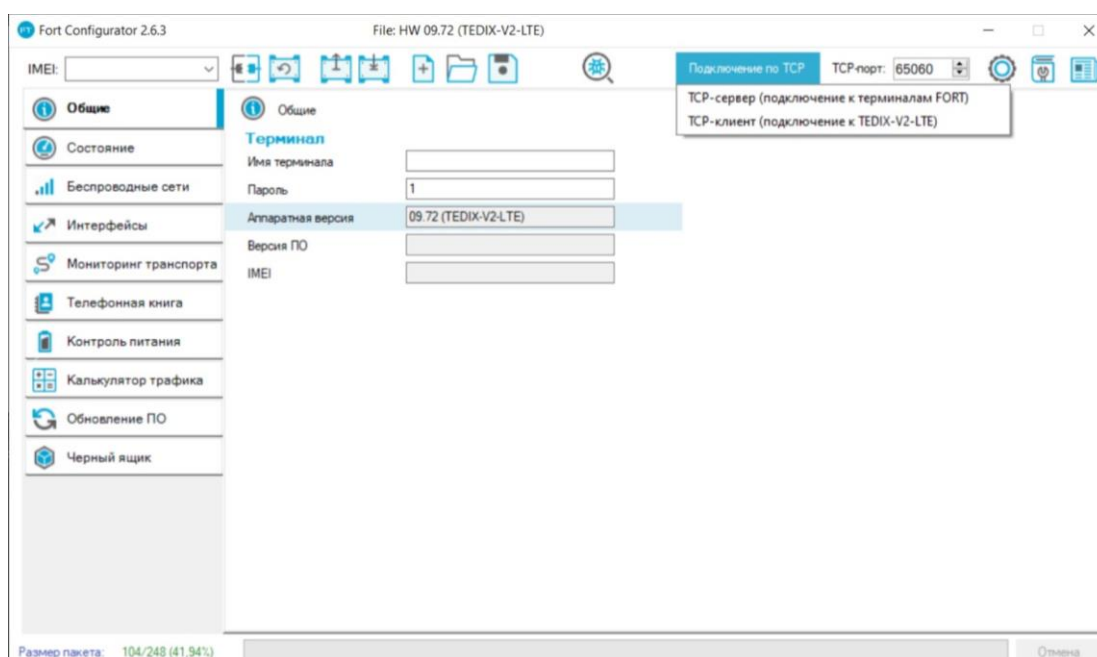 Fort Configurator 2.6.3
File: HW 09.72 (TEDIX-V2-LTE)
IMEI:
Подключение по TCP
TCP-порт: 65060
TCP-сервер (подключение к терминалам FORT)
TCP-клиент (подключение к TEDIX-V2-LTE)
Общие
Состояние
Беспроводные сети
Интерфейсы
Мониторинг транспорта
Телефонная книга
Контроль питания
Калькулятор трафика
Обновление ПО
Черный ящик
Общие
Терминал
Имя терминала
Пароль 1
Аппаратная версия 09.72 (TEDIX-V2-LTE)
Версия ПО
IMEI
Размер пакета: 104/248 (41,94%)
Отмена